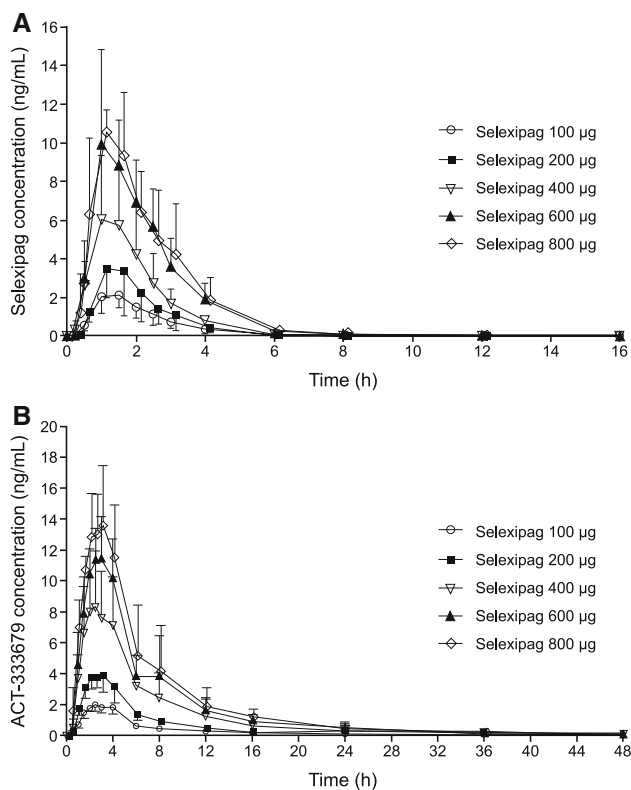 A
Selexipag concentration (ng/mL)
16
14
12
10
8
6
4
2
0
0 2 4 6 8 10 12 14 16
Time (h)
Selexipag 100 µg
Selexipag 200 µg
Selexipag 400 µg
Selexipag 600 µg
Selexipag 800 µg
B
ACT-333679 concentration (ng/mL)
20
18
16
14
12
10
8
6
4
2
0
0 4 8 12 16 20 24 28 32 36 40 44 48
Time (h)
Selexipag 100 µg
Selexipag 200 µg
Selexipag 400 µg
Selexipag 600 µg
Selexipag 800 µg